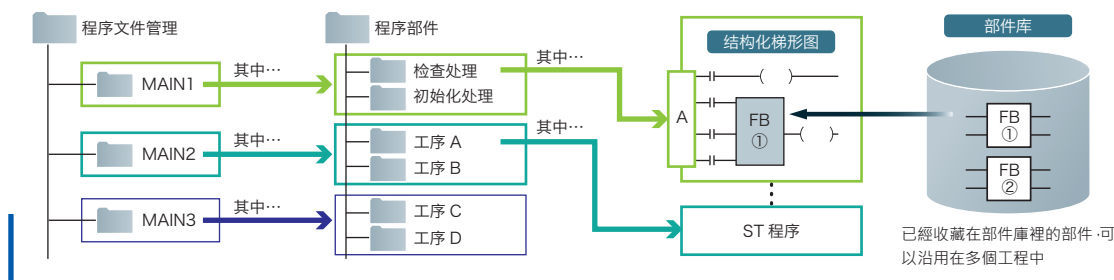 程序文件管理
MAIN1
MAIN2
MAIN3
其中…
其中…
其中…
程序部件
检查处理
初始化处理
工序 A
工序 B
工序 C
工序 D
其中…
其中…
结构化梯形图
A
FB
①
ST 程序
部件库
FB
①
FB
②
已經收藏在部件庫裡的部件 ·可
以沿用在多個工程中